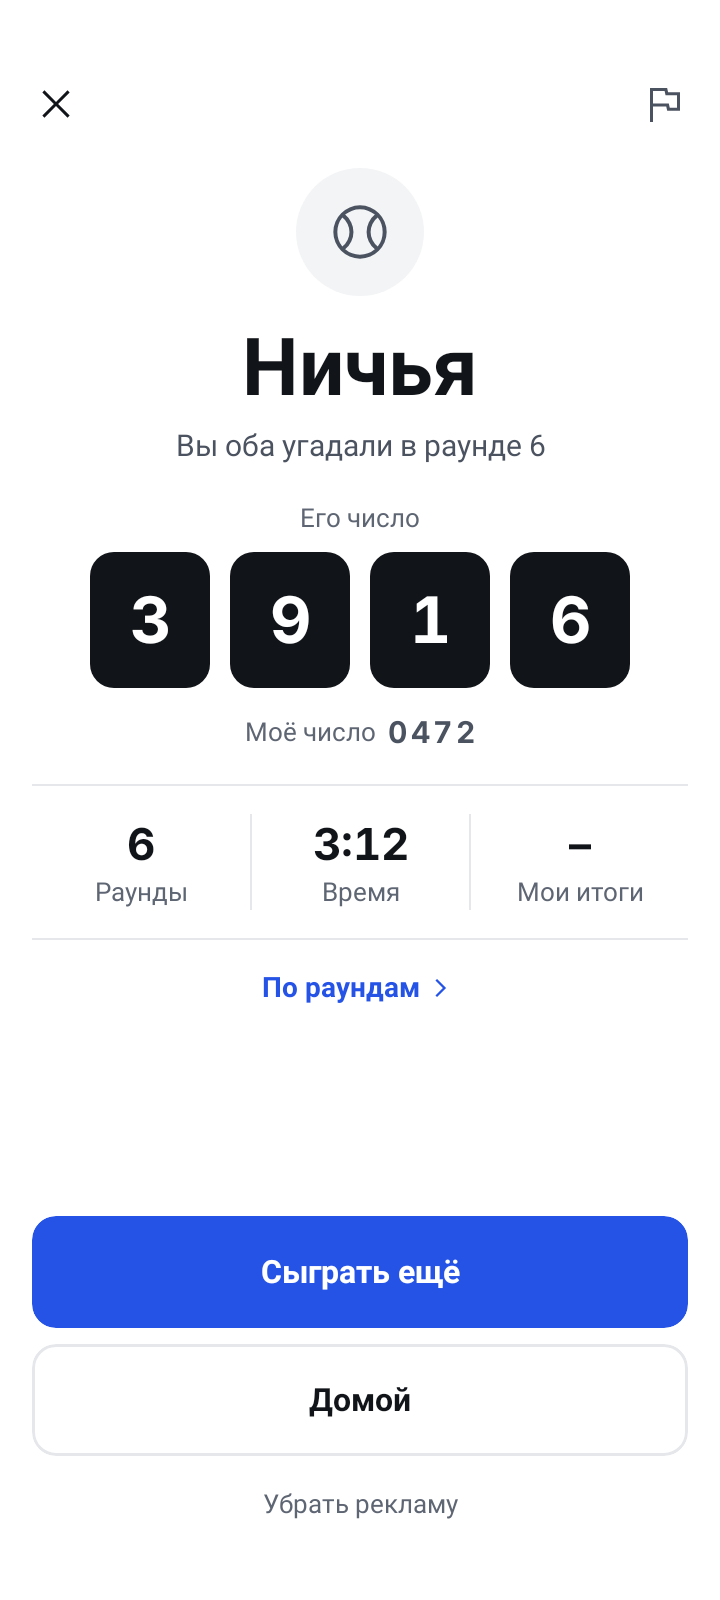 Ничья
Вы оба угадали в раунде 6
Его число
3 9 1 6
Моё число 0472
6 3:12 –
Раунды Время Мои итоги
По раундам
Сыграть ещё
Домой
Убрать рекламу